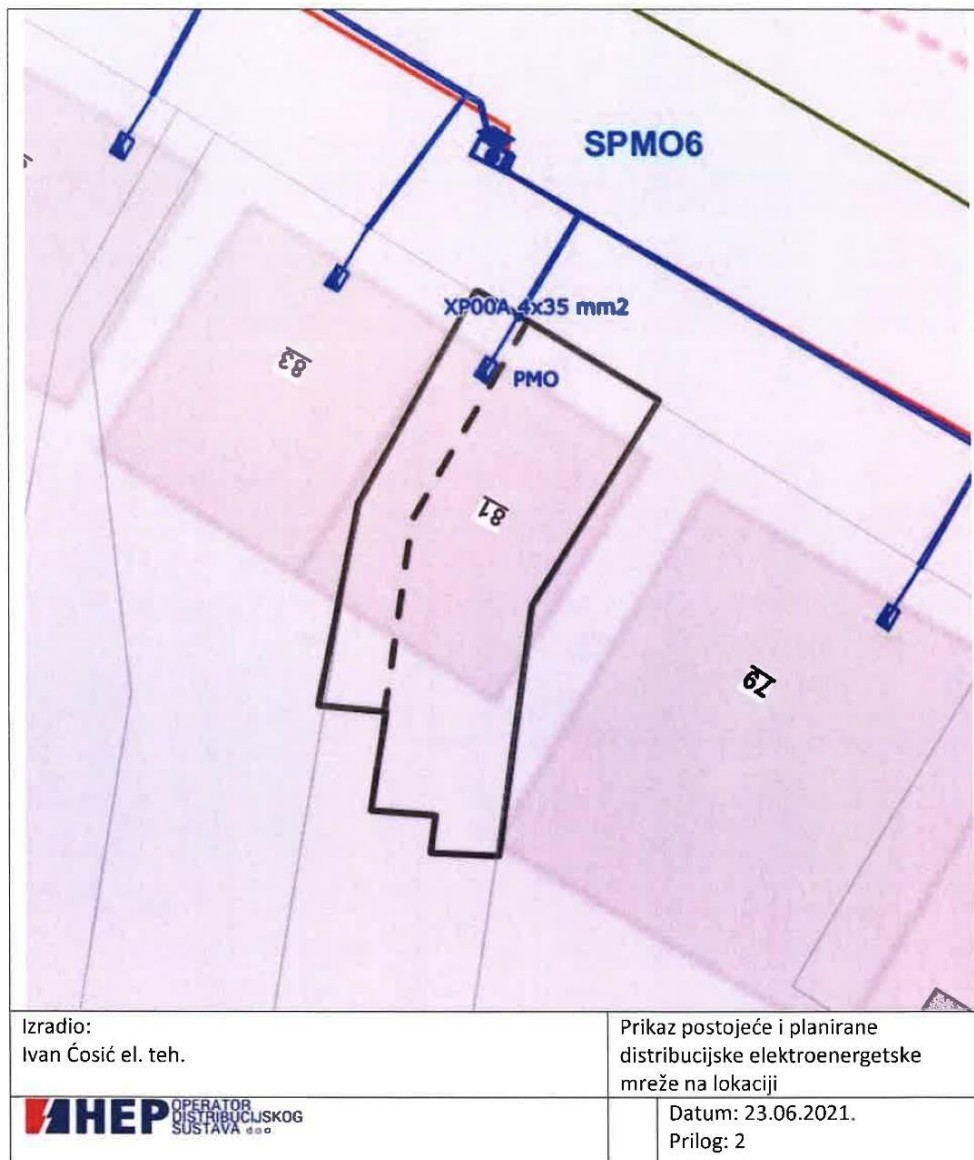 SPMO6
XP00A 4x35 mm2
PMO
83
81
79
Izradio:
Ivan Ćosić el. teh.
Prikaz postojeće i planirane
distribucijske elektroenergetske
mreže na lokaciji
HEP OPERATOR
DISTRIBUCIJSKOG
SUSTAVA d.o.o.
Datum: 23.06.2021.
Prilog: 2